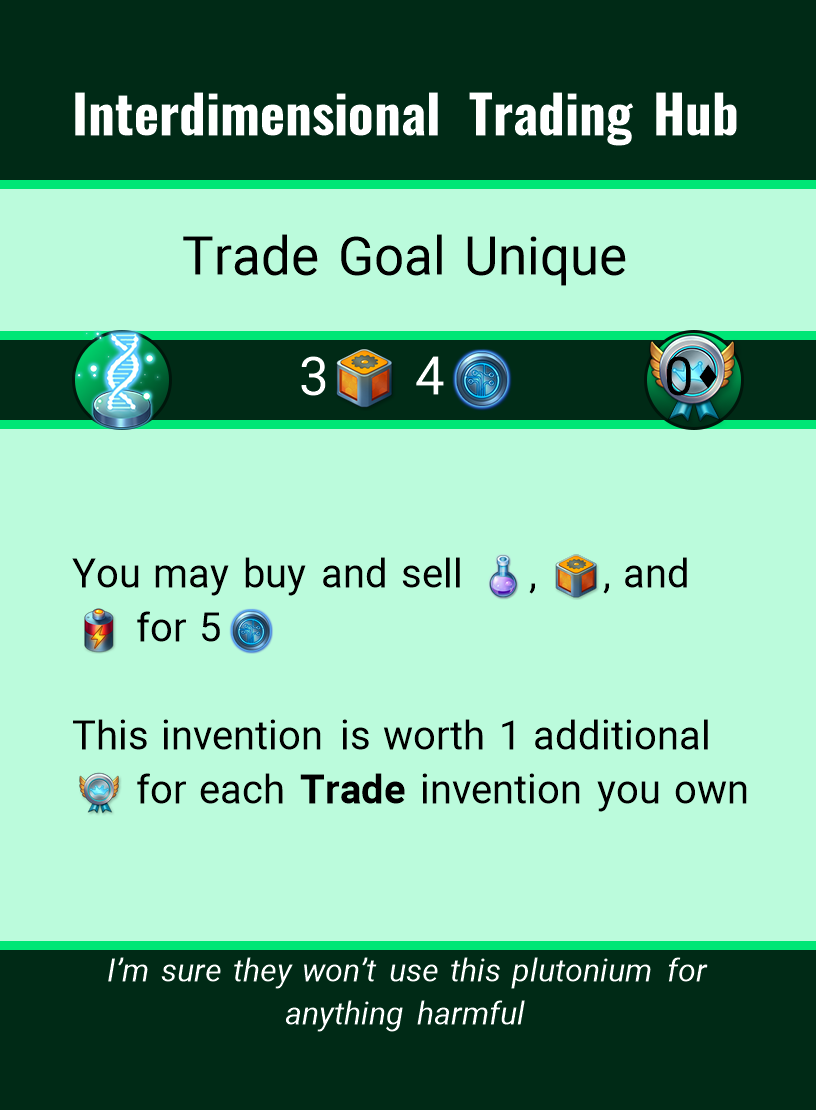 Interdimensional Trading Hub
Trade Goal Unique
3 4 0♦
You may buy and sell , , and
for 5
This invention is worth 1 additional
for each Trade invention you own
I’m sure they won’t use this plutonium for
anything harmful